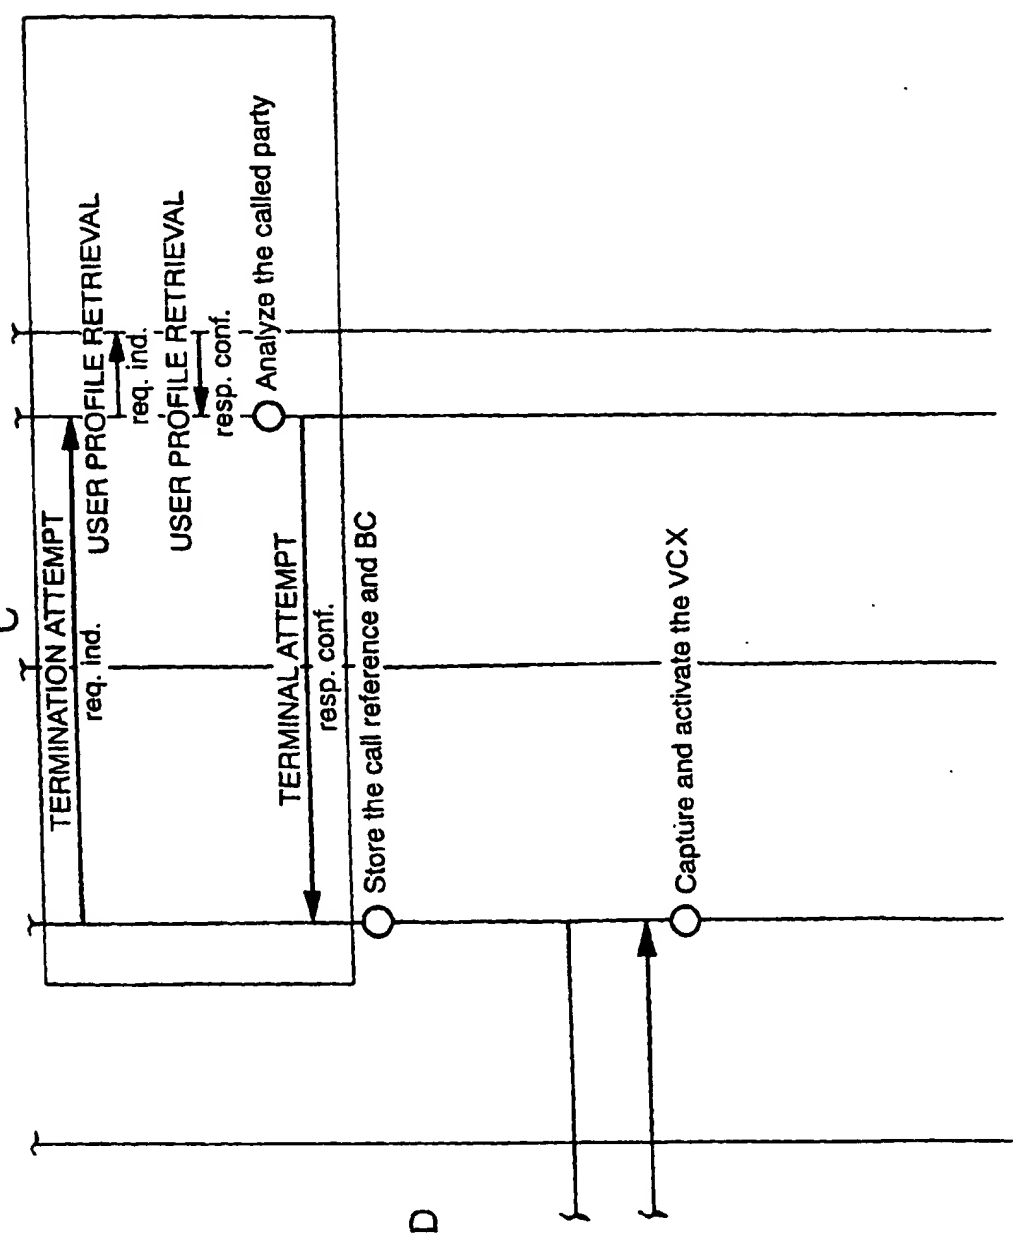 C
TERMINATION ATTEMPT
req. ind.
USER PROFILE RETRIEVAL
req. ind.
USER PROFILE RETRIEVAL
resp. conf.
Analyze the called party
TERMINAL ATTEMPT
resp. conf.
Store the call reference and BC
D
Capture and activate the VCX